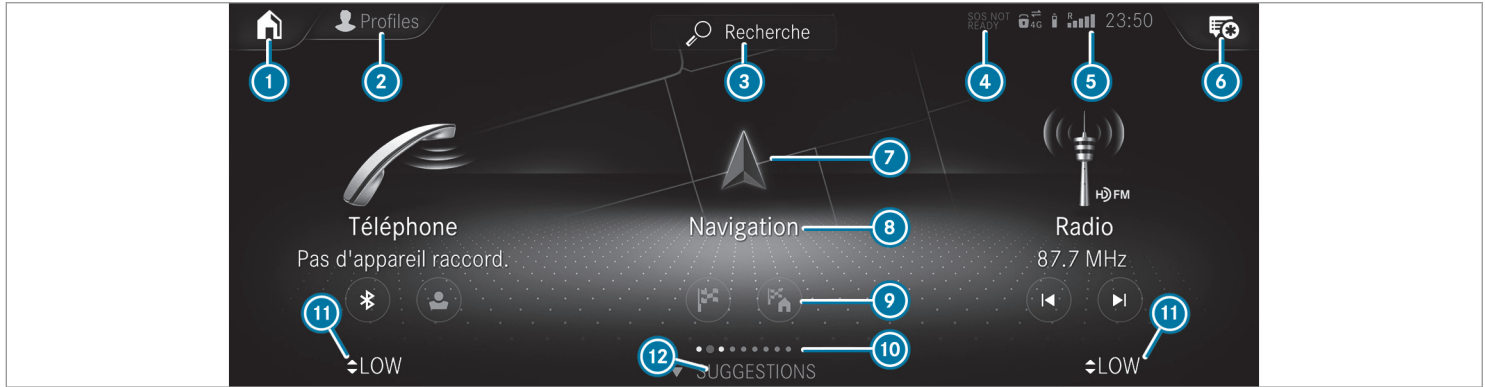 Profiles
Recherche
SOS NOT
READY
4G
R
23:50
1
2
3
4
5
6
7
HD FM
Téléphone
Navigation
8
Radio
Pas d'appareil raccord.
87.7 MHz
9
11
11
10
12
LOW
SUGGESTIONS
LOW